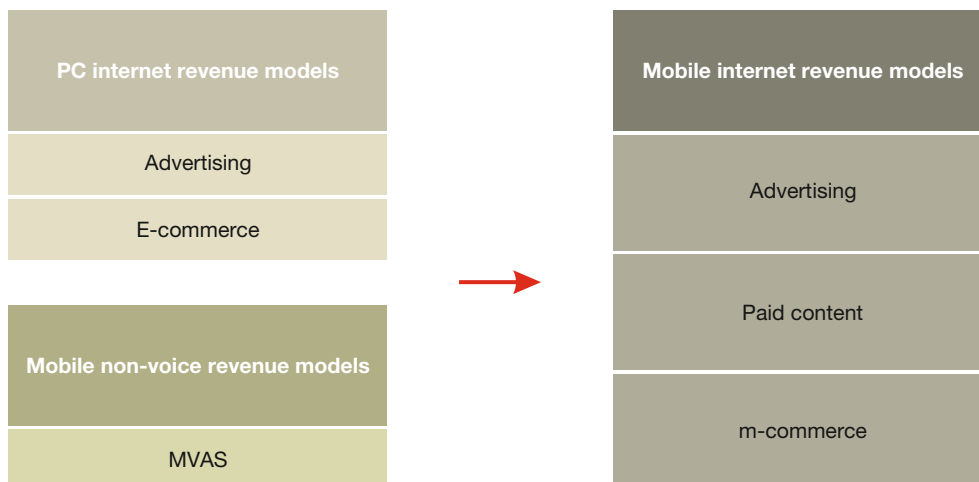 PC internet revenue models
Advertising
E-commerce
Mobile non-voice revenue models
MVAS
Mobile internet revenue models
Advertising
Paid content
m-commerce